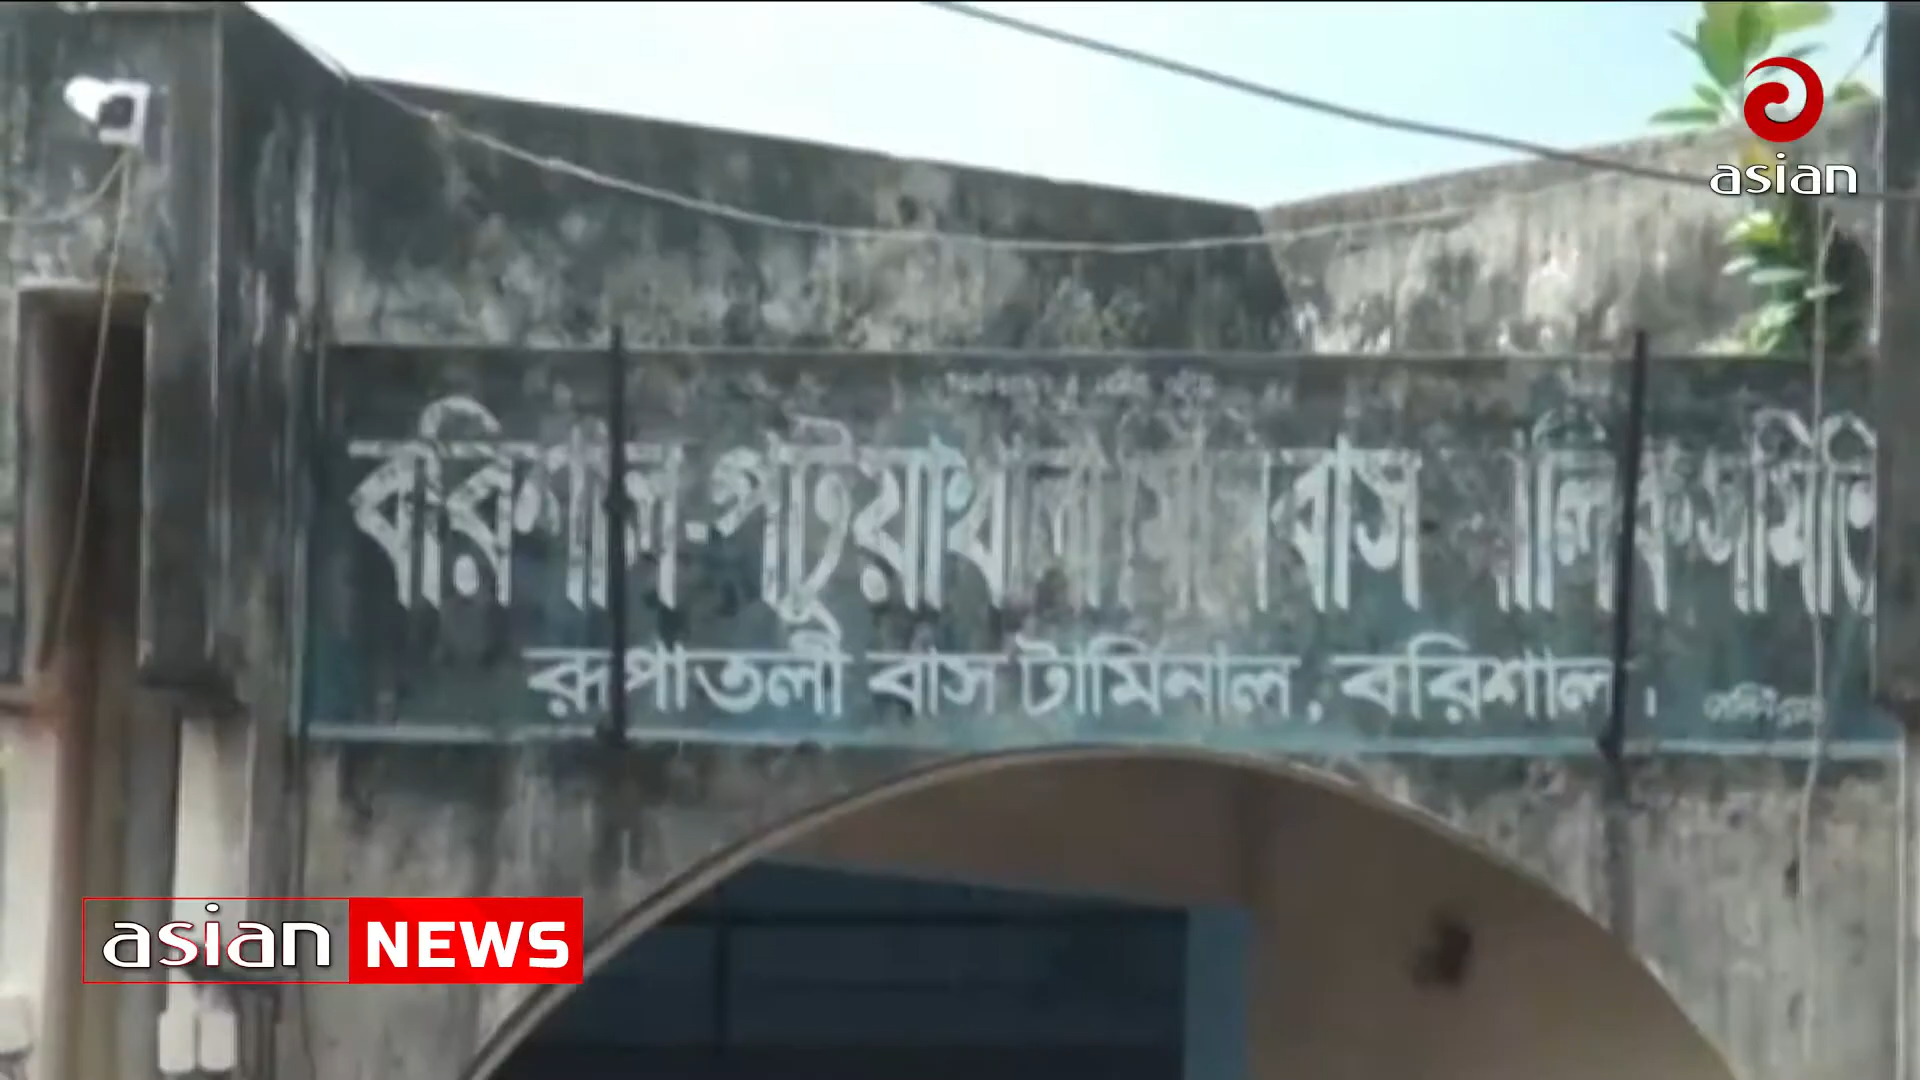 asian
বরিশাল-পটুয়াখালী মিনিবাস মালিক সমিতি
রূপাতলী বাস টার্মিনাল, বরিশাল।
asian NEWS